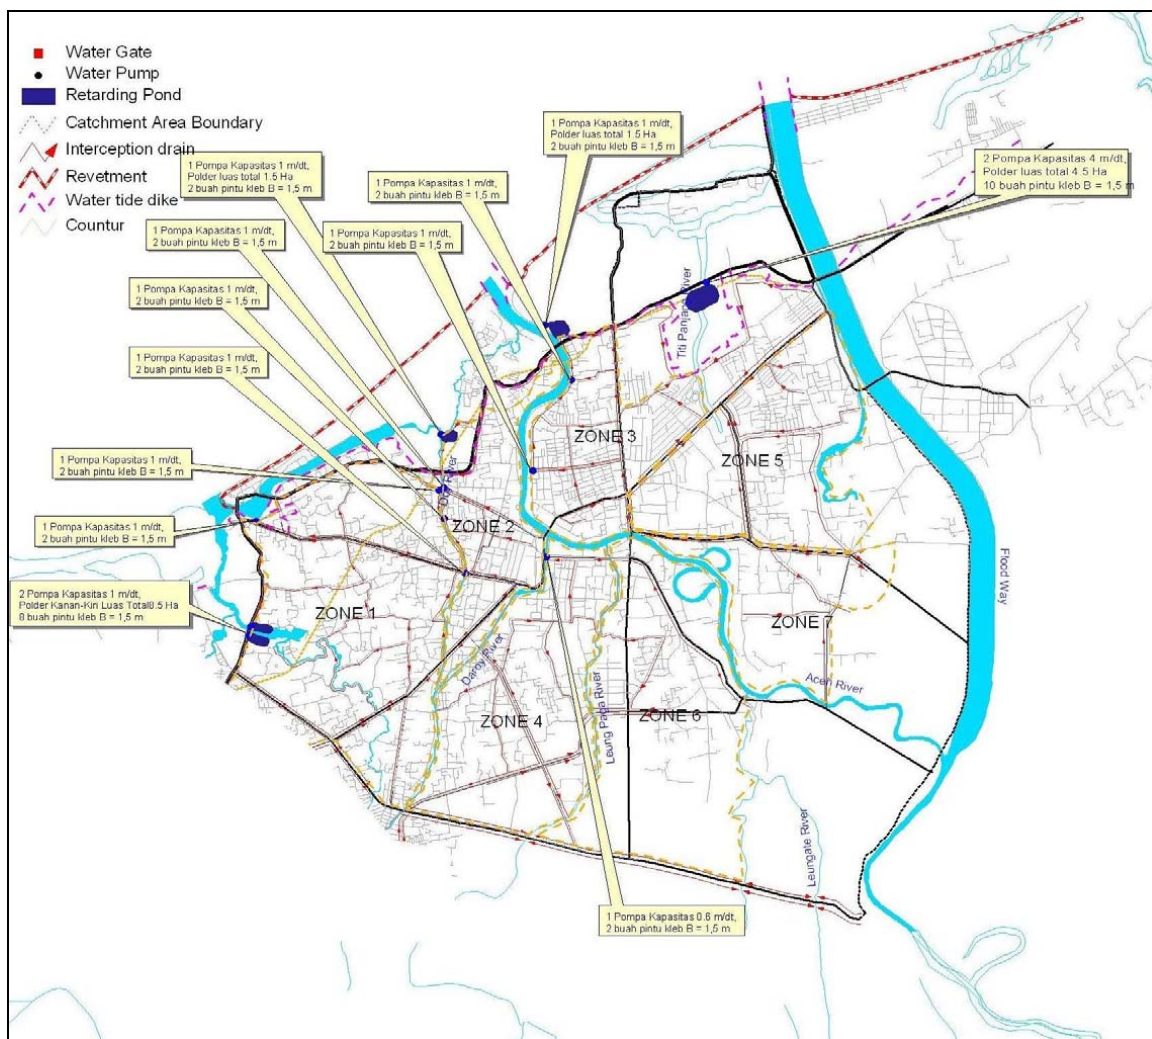 Water Gate
Water Pump
Retarding Pond
Catchment Area Boundary
Interception drain
Revetment
Water tide dike
Countur
1 Pompa Kapasitas 1 m/dt,
Polder luas total 1.5 Ha
2 buah pintu kleb B = 1,5 m
1 Pompa Kapasitas 1 m/dt,
2 buah pintu kleb B = 1,5 m
1 Pompa Kapasitas 1 m/dt,
Polder luas total 1.5 Ha
2 buah pintu kleb B = 1,5 m
2 Pompa Kapasitas 4 m/dt,
Polder luas total 4.5 Ha
10 buah pintu kleb B = 1,5 m
1 Pompa Kapasitas 1 m/dt,
2 buah pintu kleb B = 1,5 m
1 Pompa Kapasitas 1 m/dt,
2 buah pintu kleb B = 1,5 m
1 Pompa Kapasitas 1 m/dt,
2 buah pintu kleb B = 1,5 m
1 Pompa Kapasitas 1 m/dt,
2 buah pintu kleb B = 1,5 m
1 Pompa Kapasitas 1 m/dt,
2 buah pintu kleb B = 1,5 m
1 Pompa Kapasitas 1 m/dt,
2 buah pintu kleb B = 1,5 m
2 Pompa Kapasitas 1 m/dt,
Polder Kanan-Kiri Luas Total8.5 Ha
8 buah pintu kleb B = 1,5 m
1 Pompa Kapasitas 0.6 m/dt,
2 buah pintu kleb B = 1,5 m
Titi Panjang River
River
ZONE 3
ZONE 5
ZONE 2
ZONE 1
ZONE 7
ZONE 4
ZONE 6
Daroy River
Leung Paga River
Aceh River
Flood Way
Leungate River